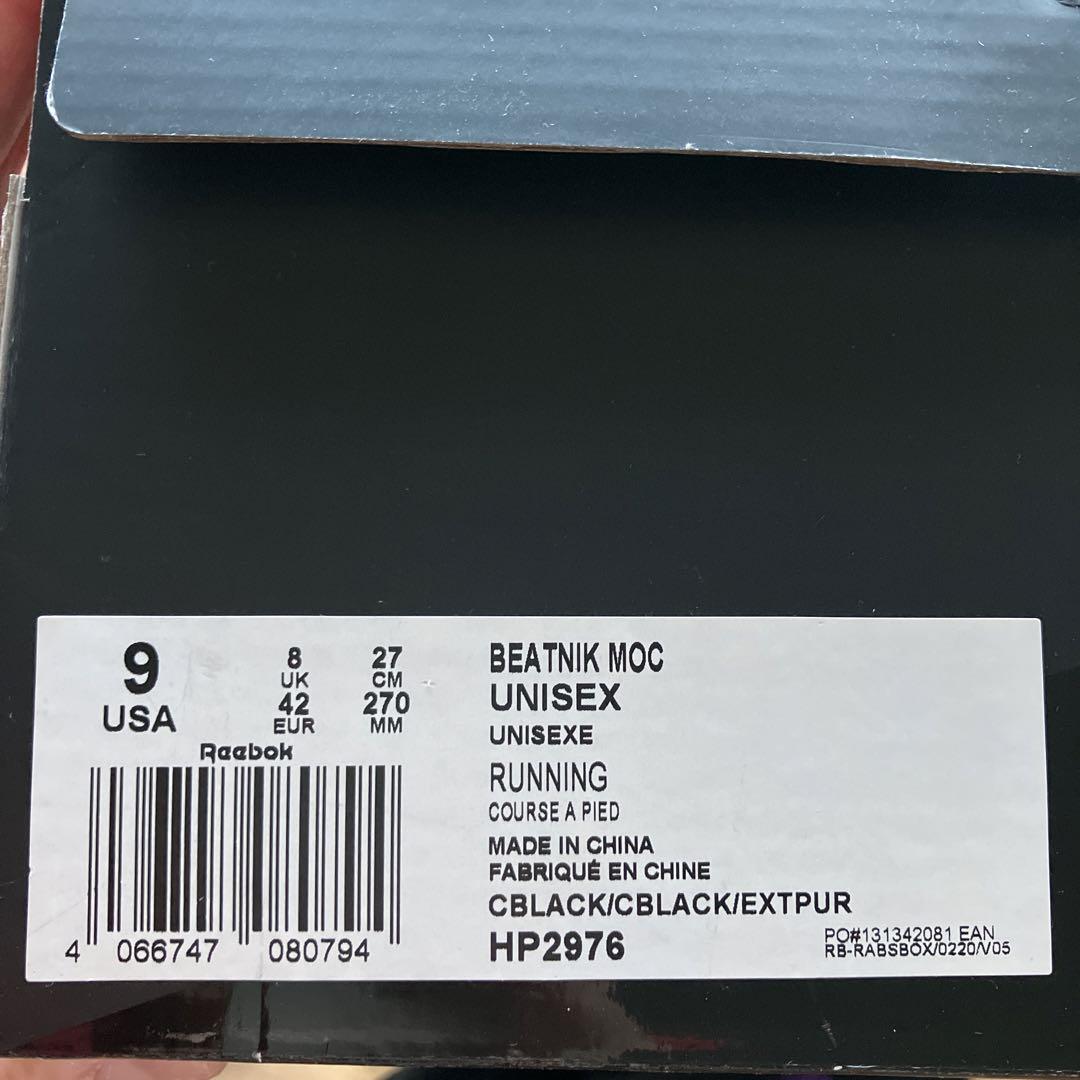 9
USA
8
UK
42
EUR
27
CM
270
MM
Reebok
4 066747 080794
BEATNIK MOC
UNISEX
UNISEXE
RUNNING
COURSE A PIED
MADE IN CHINA
FABRIQUÉ EN CHINE
CBLACK/CBLACK/EXTPUR
HP2976
PO#131342081 EAN
RB-RABSBOX/0220/V05